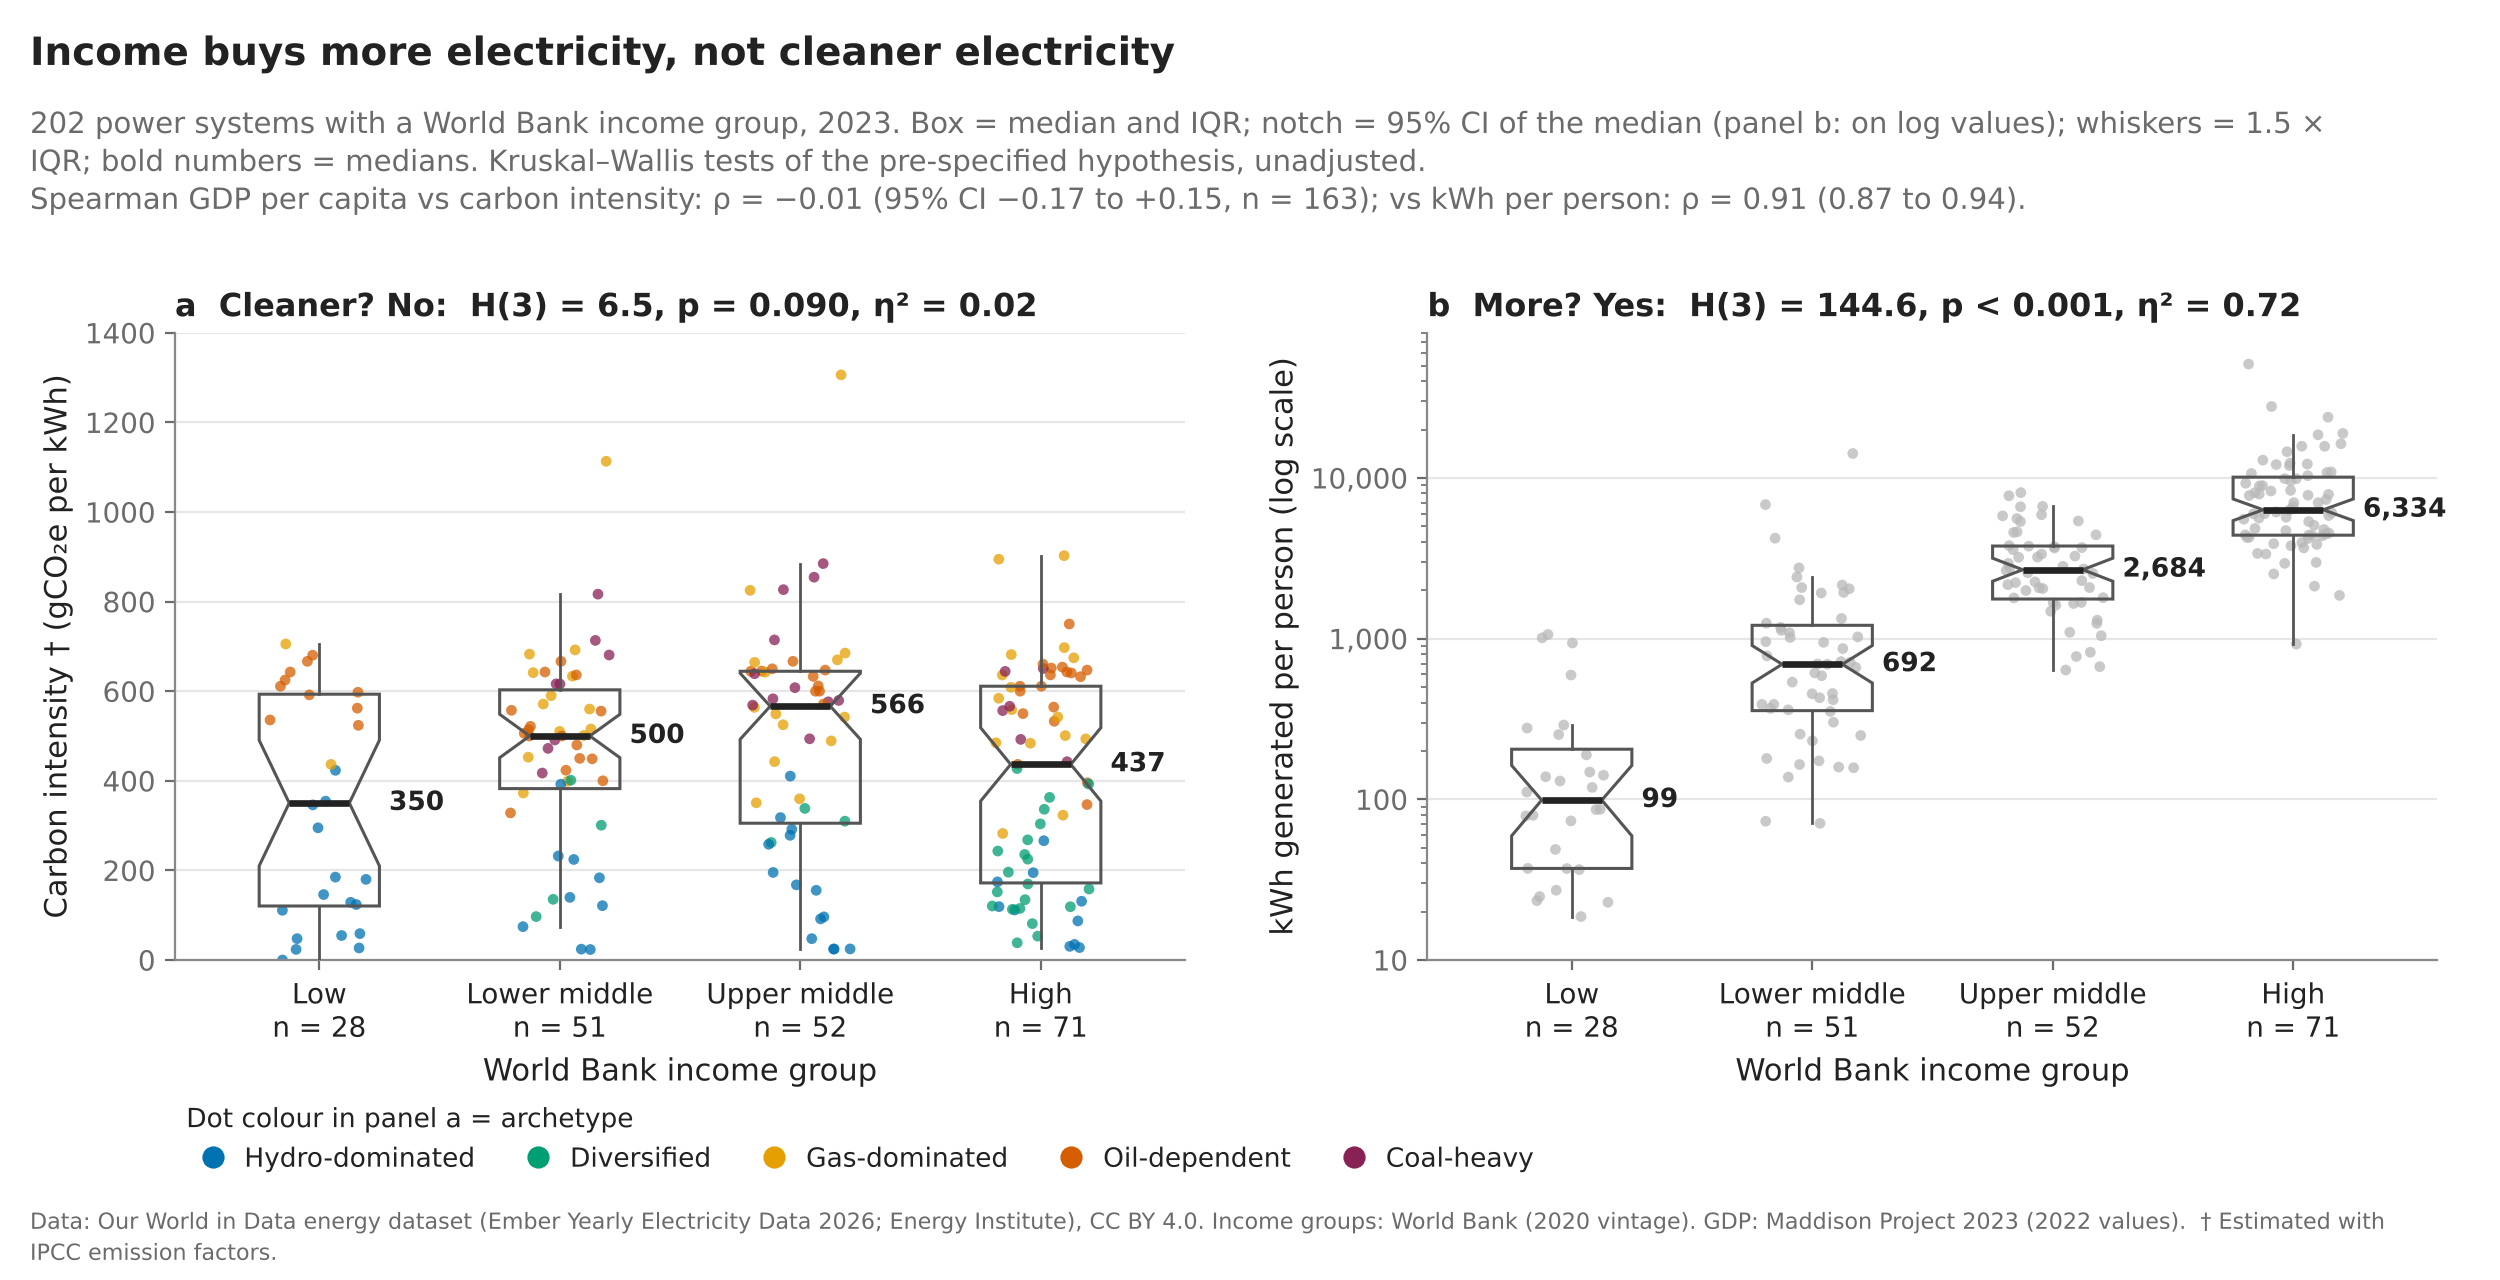 Income buys more electricity, not cleaner electricity
202 power systems with a World Bank income group, 2023. Box = median and IQR; notch = 95% CI of the median (panel b: on log values); whiskers = 1.5 ×
IQR; bold numbers = medians. Kruskal–Wallis tests of the pre-specified hypothesis, unadjusted.
Spearman GDP per capita vs carbon intensity: ρ = −0.01 (95% CI −0.17 to +0.15, n = 163); vs kWh per person: ρ = 0.91 (0.87 to 0.94).
a Cleaner? No: H(3) = 6.5, p = 0.090, η² = 0.02
Carbon intensity † (gCO₂e per kWh)
1400
1200
1000
800
600
400
200
0
350
500
566
437
Low
n = 28
Lower middle
n = 51
Upper middle
n = 52
High
n = 71
World Bank income group
b More? Yes: H(3) = 144.6, p < 0.001, η² = 0.72
kWh generated per person (log scale)
10,000
1,000
100
10
99
692
2,684
6,334
Low
n = 28
Lower middle
n = 51
Upper middle
n = 52
High
n = 71
World Bank income group
Dot colour in panel a = archetype
Hydro-dominated
Diversified
Gas-dominated
Oil-dependent
Coal-heavy
Data: Our World in Data energy dataset (Ember Yearly Electricity Data 2026; Energy Institute), CC BY 4.0. Income groups: World Bank (2020 vintage). GDP: Maddison Project 2023 (2022 values). † Estimated with
IPCC emission factors.